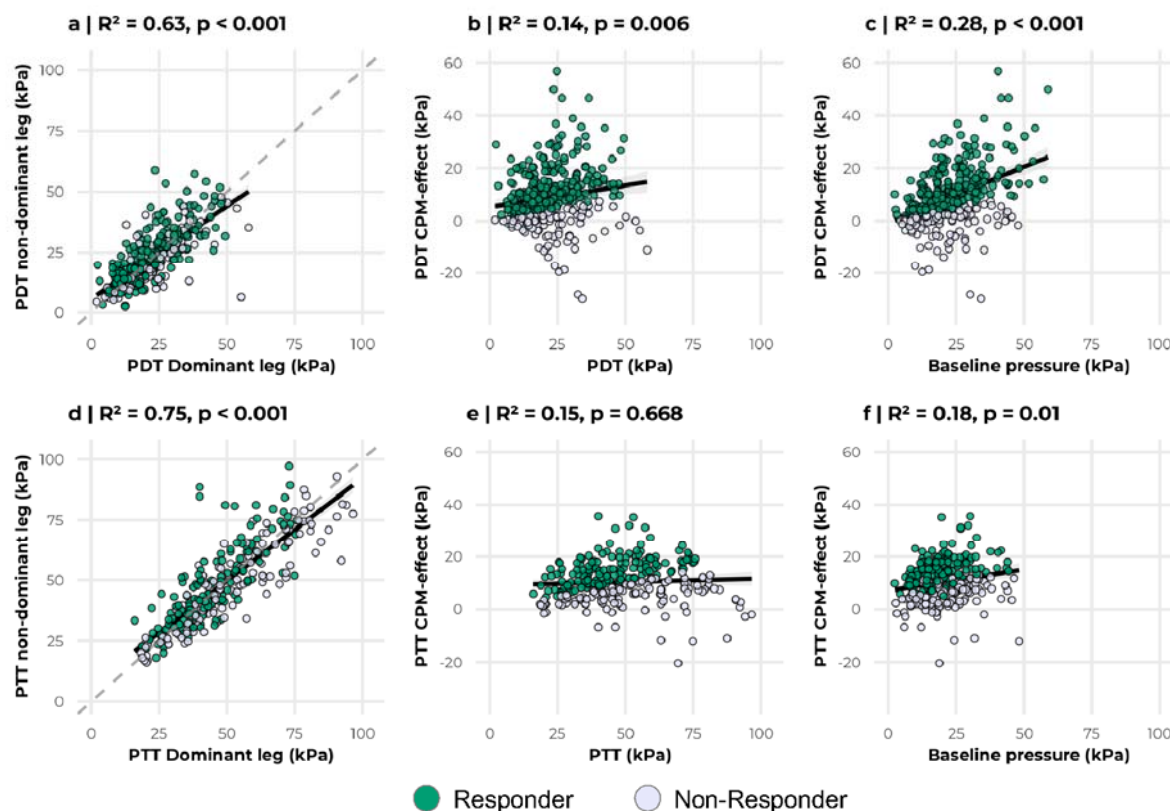 a | R² = 0.63, p < 0.001
b | R² = 0.14, p = 0.006
c | R² = 0.28, p < 0.001
PDT non-dominant leg (kPa)
100
75
50
25
0
0 25 50 75 100
PDT Dominant leg (kPa)
PDT CPM-effect (kPa)
60
40
20
0
-20
0 25 50 75 100
PDT (kPa)
PDT CPM-effect (kPa)
60
40
20
0
-20
0 25 50 75 100
Baseline pressure (kPa)
d | R² = 0.75, p < 0.001
e | R² = 0.15, p = 0.668
f | R² = 0.18, p = 0.01
PTT non-dominant leg (kPa)
100
75
50
25
0
0 25 50 75 100
PTT Dominant leg (kPa)
PTT CPM-effect (kPa)
60
40
20
0
-20
0 25 50 75 100
PTT (kPa)
PTT CPM-effect (kPa)
60
40
20
0
-20
0 25 50 75 100
Baseline pressure (kPa)
Responder Non-Responder